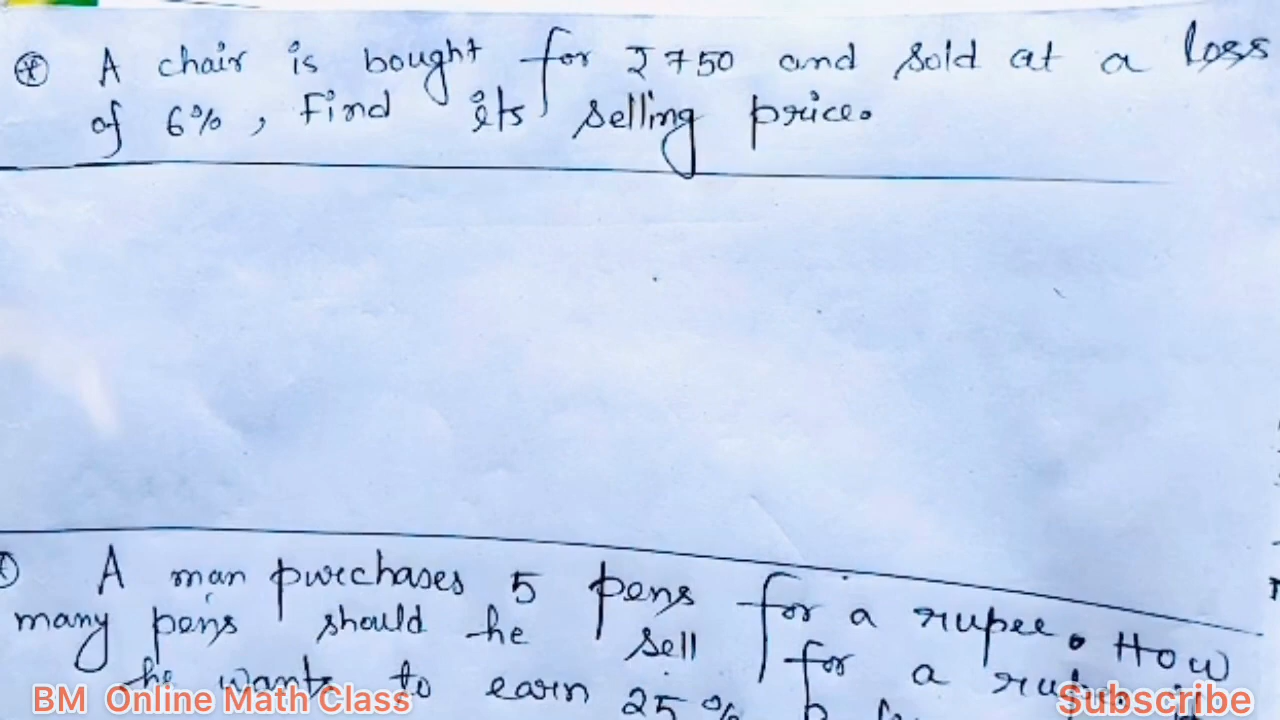 A chair is bought for ₹750 and sold at a loss
of 6%, Find its selling price.
A man purchases 5 pens for a rupee. How
many pens should he sell for a
he wants to earn 25%
BM Online Math Class
Subscribe